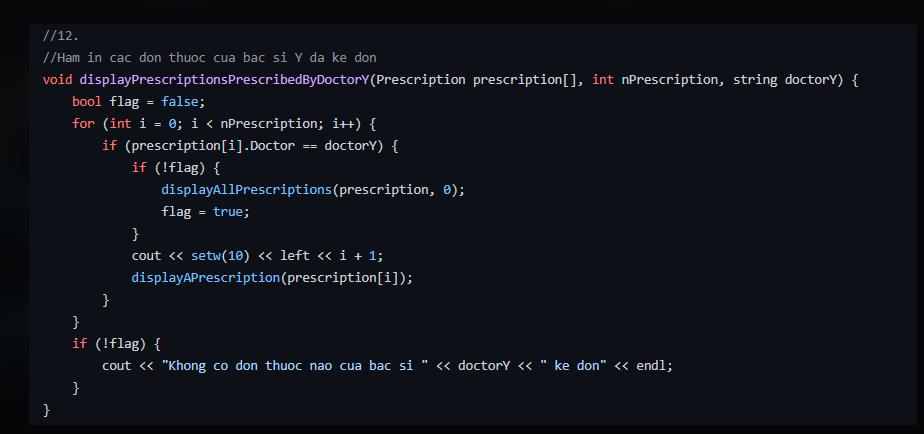 //12.
//Ham in cac don thuoc cua bac si Y da ke don
void displayPrescriptionsPrescribedByDoctorY(Prescription prescription[], int nPrescription, string doctorY) {
    bool flag = false;
    for (int i = 0; i < nPrescription; i++) {
        if (prescription[i].Doctor == doctorY) {
            if (!flag) {
                displayAllPrescriptions(prescription, 0);
                flag = true;
            }
            cout << setw(10) << left << i + 1;
            displayAPrescription(prescription[i]);
        }
    }
    if (!flag) {
        cout << "Khong co don thuoc nao cua bac si " << doctorY << " ke don" << endl;
    }
}